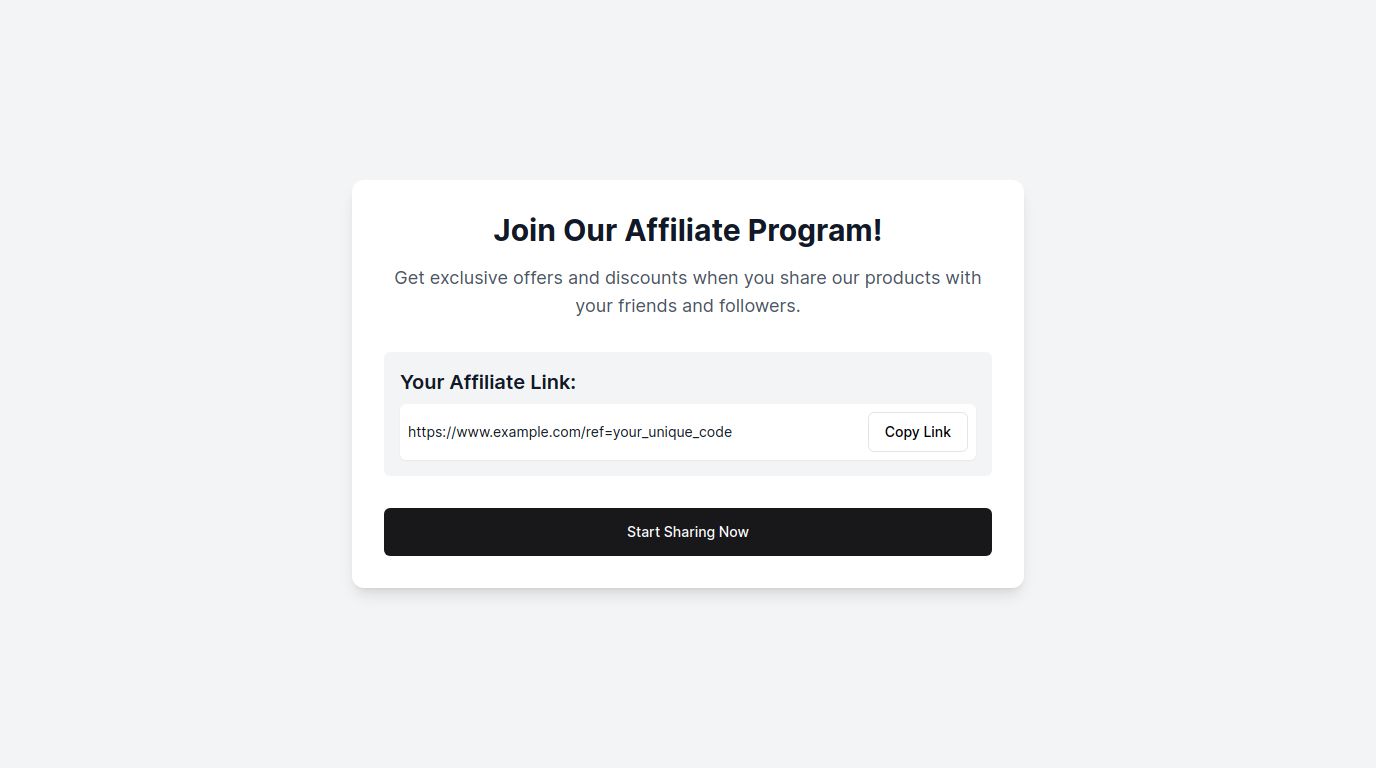 Join Our Affiliate Program!
Get exclusive offers and discounts when you share our products with
your friends and followers.
Your Affiliate Link:
https://www.example.com/ref=your_unique_code
Copy Link
Start Sharing Now